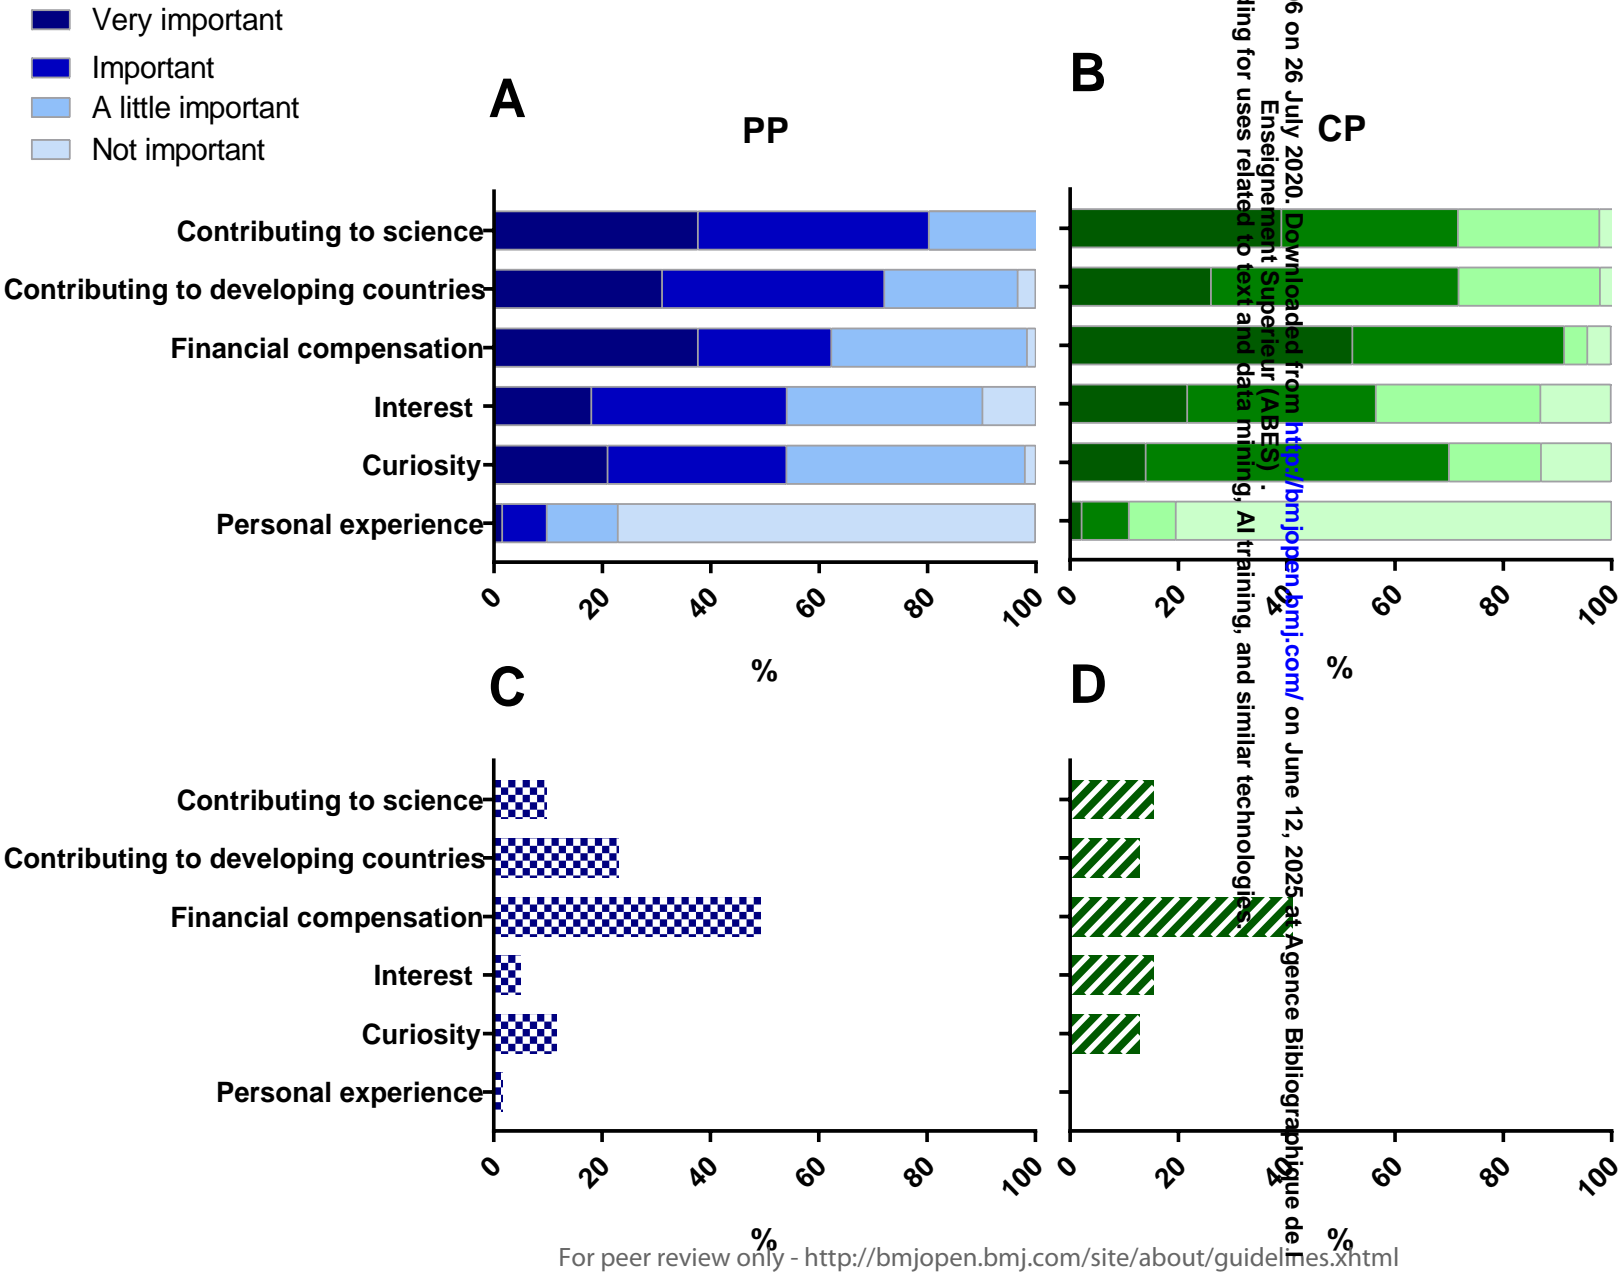 Very important
Important
A little important
Not important
A
PP
B
CP
Contributing to science
Contributing to developing countries
Financial compensation
Interest
Curiosity
Personal experience
0 20 40 60 80 100
%
0 20 40 60 80 100
%
C
D
Contributing to science
Contributing to developing countries
Financial compensation
Interest
Curiosity
Personal experience
0 20 40 60 80 100
%
0 20 40 60 80 100
%
6 on 26 July 2020. Downloaded from http://bmjopen.bmj.com/ on June 12, 2025 at Agence Bibliographique de l
Enseignement Superieur (ABES) .
ding for uses related to text and data mining, AI training, and similar technologies.
For peer review only - http://bmjopen.bmj.com/site/about/guidelines.xhtml